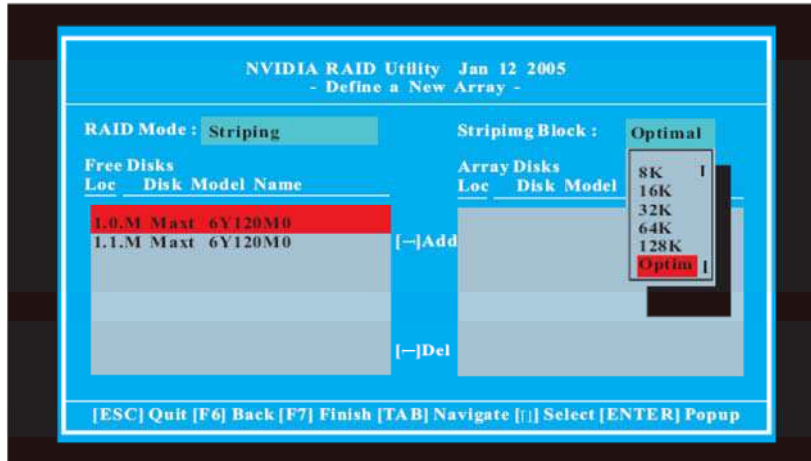 NVIDIA RAID Utility Jan 12 2005
- Define a New Array -
RAID Mode : Striping
Stripimg Block : Optimal
Free Disks
Loc Disk Model Name
Array Disks
Loc Disk Model
8K
16K
32K
64K
128K
Optim
1.0.M Maxt 6Y120M0
1.1.M Maxt 6Y120M0
[—]Add
[—]Del
[ESC] Quit [F6] Back [F7] Finish [TAB] Navigate [] Select [ENTER] Popup